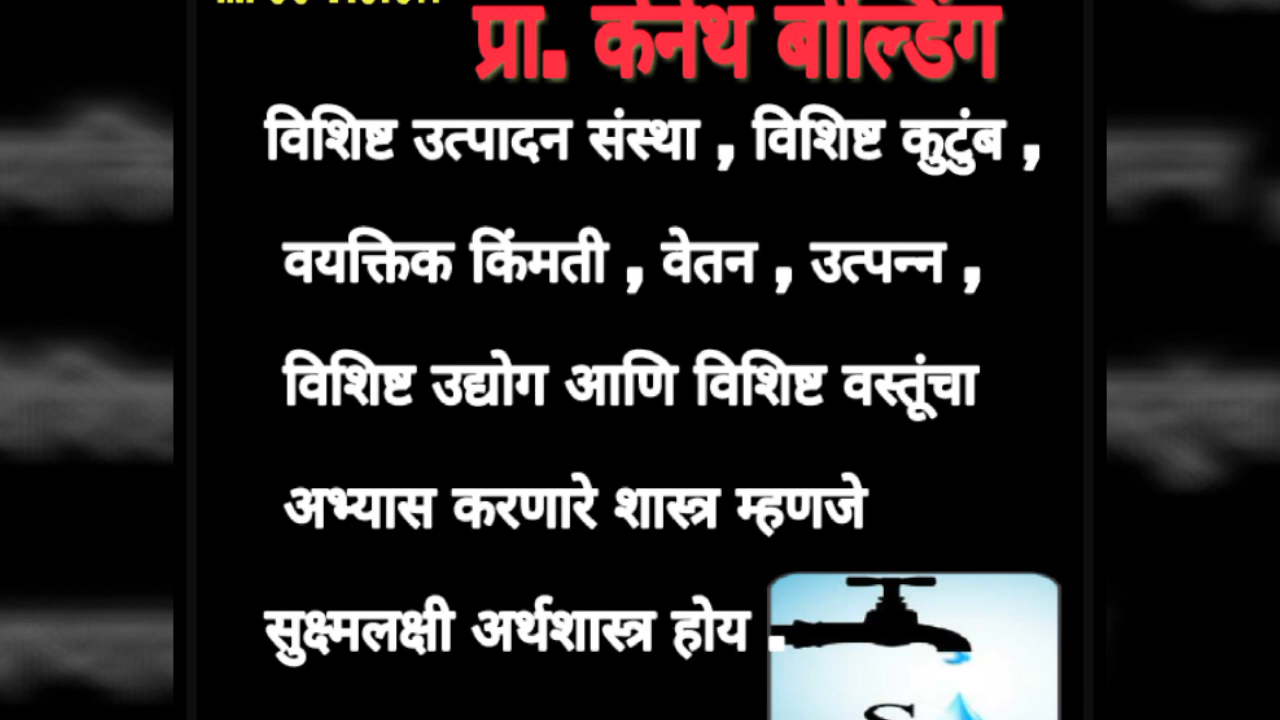 प्रा. केनेथ बोल्डिंग
विशिष्ट उत्पादन संस्था , विशिष्ट कुटुंब ,
वयक्तिक किंमती , वेतन , उत्पन्न ,
विशिष्ट उद्योग आणि विशिष्ट वस्तूंचा
अभ्यास करणारे शास्त्र म्हणजे
सुक्ष्मलक्षी अर्थशास्त्र होय .